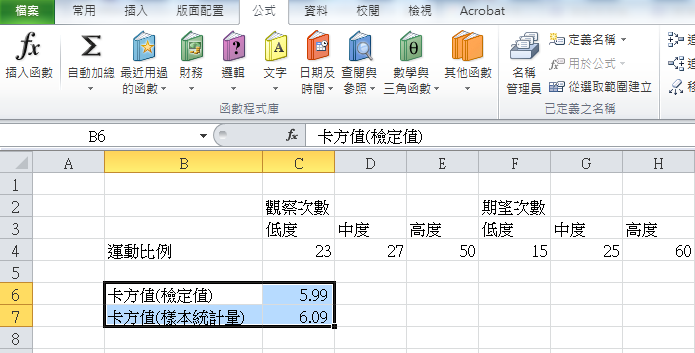 檔案 常用 插入 版面配置 公式 資料 校閱 檢視 Acrobat
插入函數 自動加總 最近用過的函數 財務 邏輯 文字 日期及時間 查閱與參照 數學與三角函數 其他函數 名稱管理員
定義名稱
用於公式
從選取範圍建立
函數程式庫 已定義之名稱
B6 fx 卡方值(檢定值)
A B C D E F G H
1
2 觀察次數 期望次數
3 低度 中度 高度 低度 中度 高度
4 運動比例 23 27 50 15 25 60
5
6 卡方值(檢定值) 5.99
7 卡方值(樣本統計量) 6.09
8